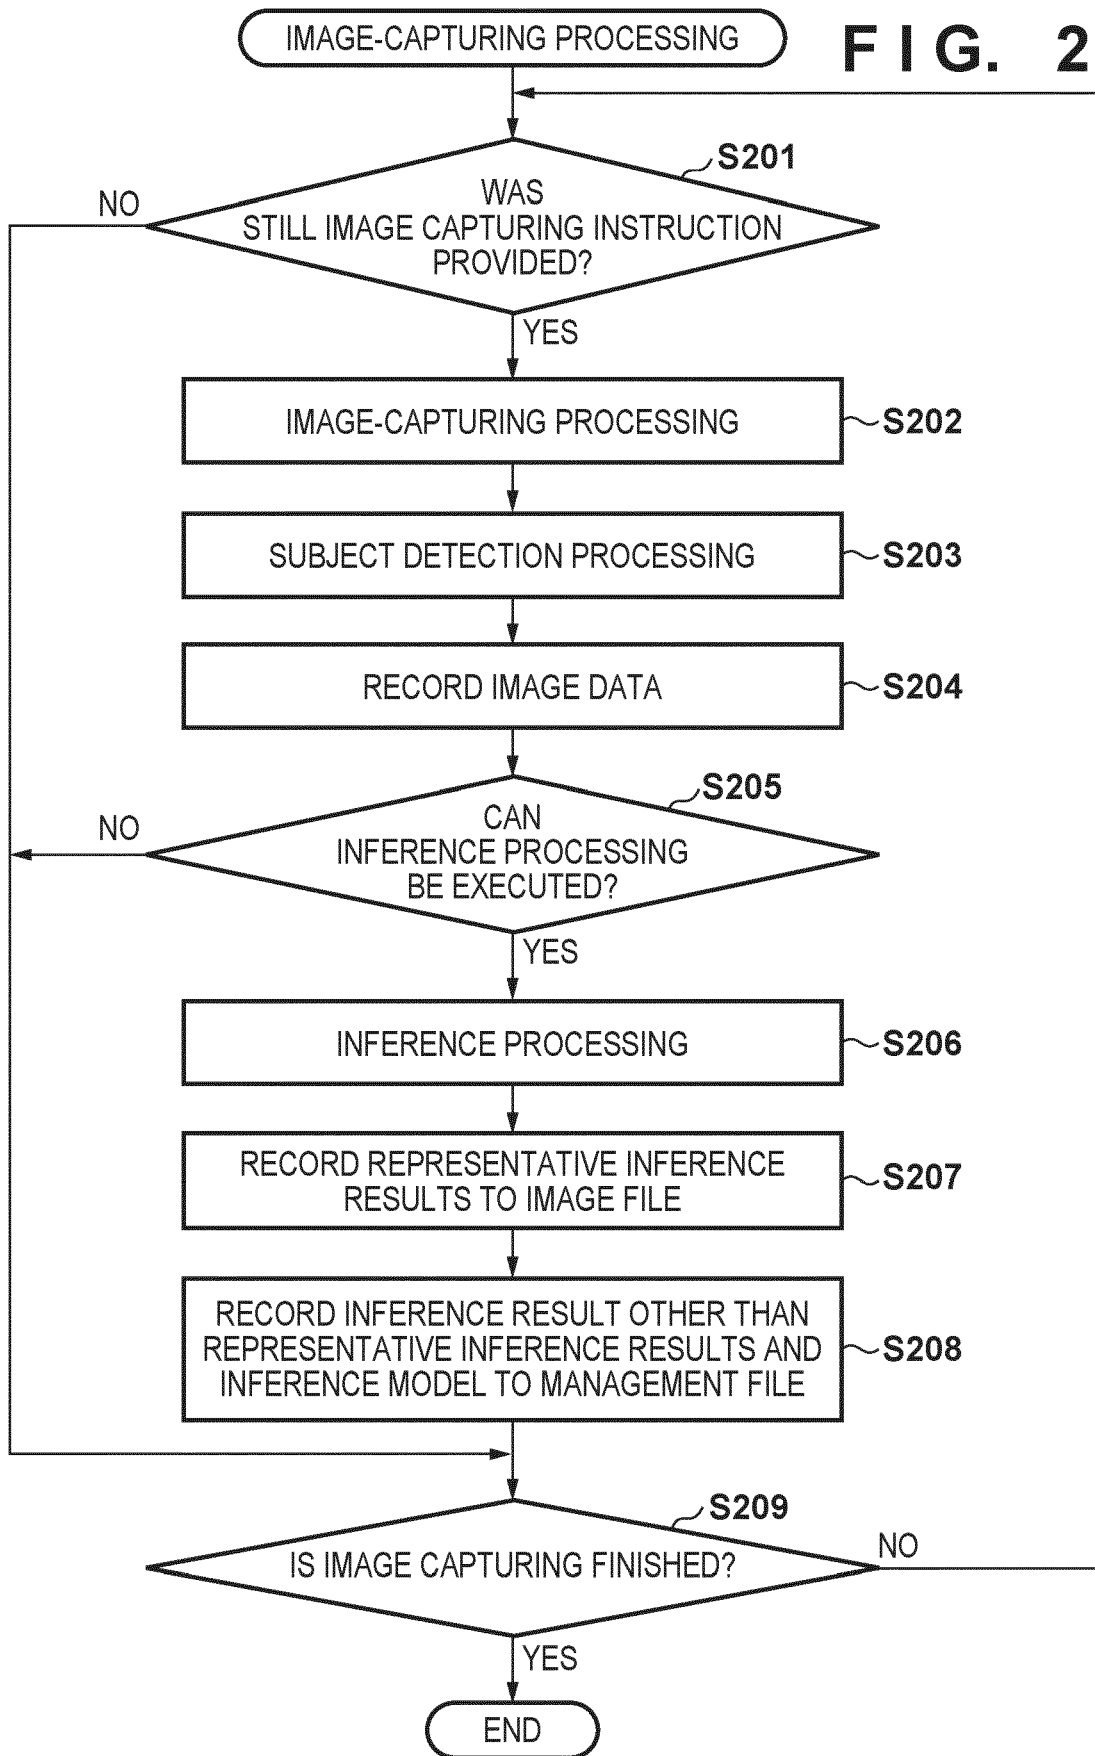 IMAGE-CAPTURING PROCESSING
FIG. 2
S201
NO
WAS
STILL IMAGE CAPTURING INSTRUCTION
PROVIDED?
YES
IMAGE-CAPTURING PROCESSING
S202
SUBJECT DETECTION PROCESSING
S203
RECORD IMAGE DATA
S204
S205
NO
CAN
INFERENCE PROCESSING
BE EXECUTED?
YES
INFERENCE PROCESSING
S206
RECORD REPRESENTATIVE INFERENCE
RESULTS TO IMAGE FILE
S207
RECORD INFERENCE RESULT OTHER THAN
REPRESENTATIVE INFERENCE RESULTS AND
INFERENCE MODEL TO MANAGEMENT FILE
S208
S209
IS IMAGE CAPTURING FINISHED?
NO
YES
END